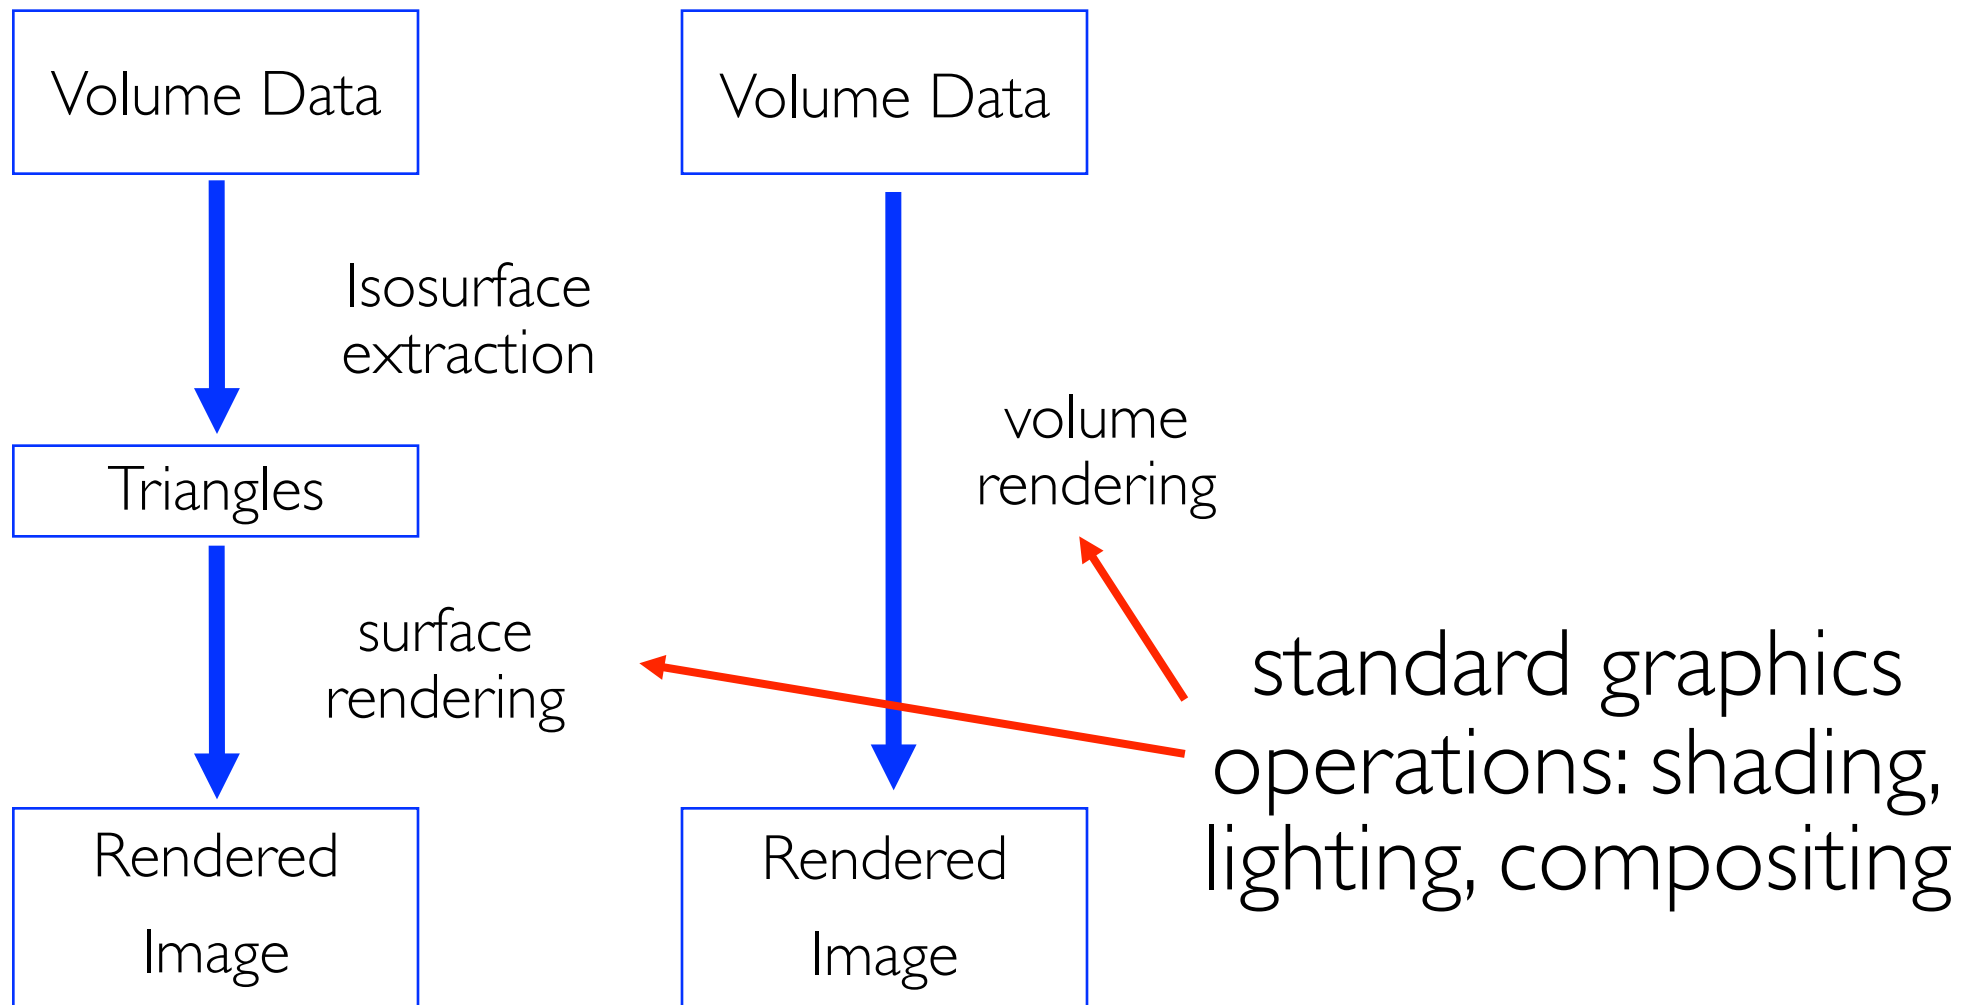 Volume Data
Isosurface
extraction
Triangles
surface
rendering
Rendered
Image
Volume Data
volume
rendering
Rendered
Image
standard graphics
operations: shading,
lighting, compositing